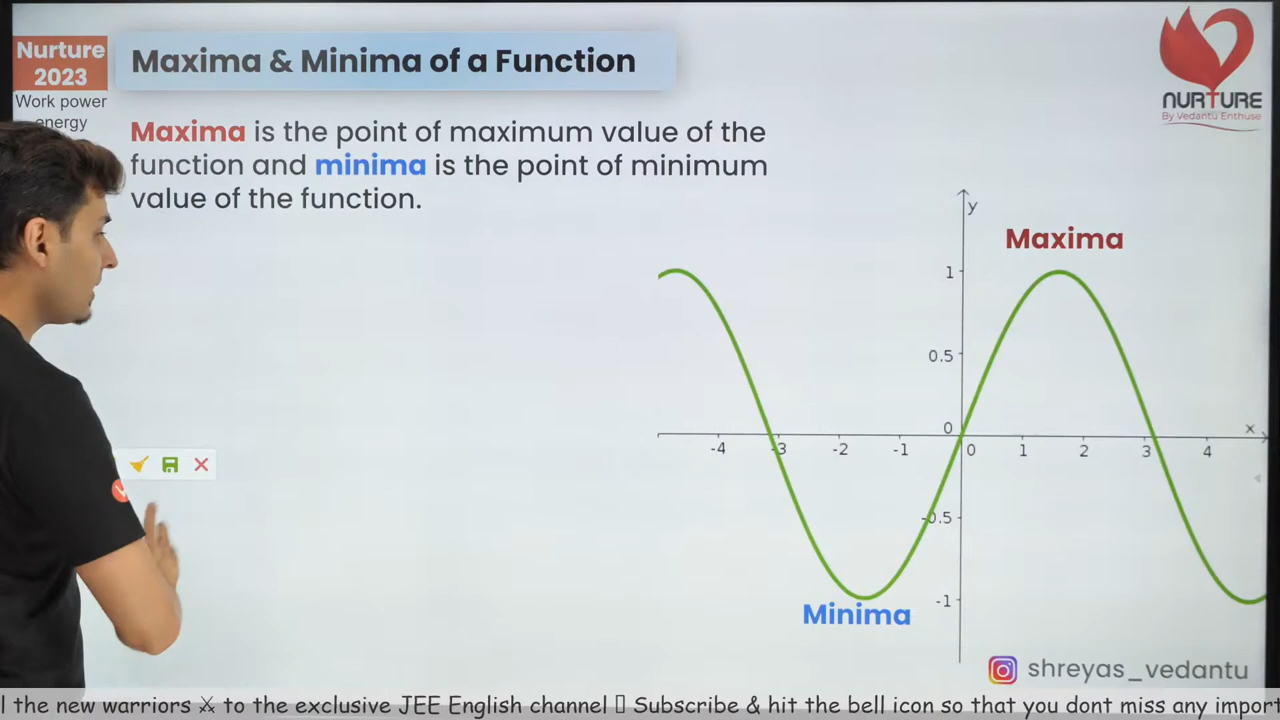 Nurture
2023
Work power
energy
Maxima & Minima of a Function
NURTURE
By Vedantu Enthuse
Maxima is the point of maximum value of the
function and minima is the point of minimum
value of the function.
y
Maxima
1
0.5
0
x
-4 -3 -2 -1 0 1 2 3 4
-0.5
-1
Minima
shreyas_vedantu
l the new warriors ⚔ to the exclusive JEE English channel ▯ Subscribe & hit the bell icon so that you dont miss any import